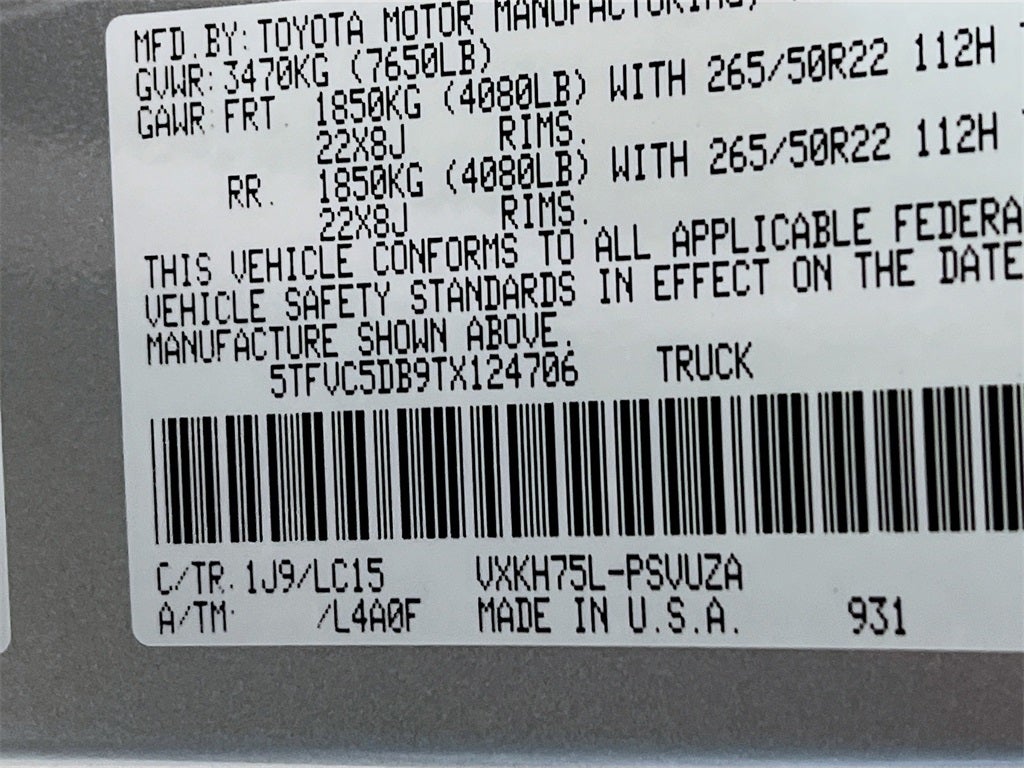 MFD.BY:TOYOTA MOTOR MANUFACTURING,
GVWR:3470KG (7650LB)
GAWR:FRT. 1850KG (4080LB) WITH 265/50R22 112H
22X8J RIMS.
RR. 1850KG (4080LB) WITH 265/50R22 112H
22X8J RIMS.
THIS VEHICLE CONFORMS TO ALL APPLICABLE FEDERA
VEHICLE SAFETY STANDARDS IN EFFECT ON THE DATE
MANUFACTURE SHOWN ABOVE.
5TFVC5DB9TX124706 TRUCK
C/TR.1J9/LC15 VXKH75L-PSVUZA
A/TM: /L4A0F MADE IN U.S.A. 931